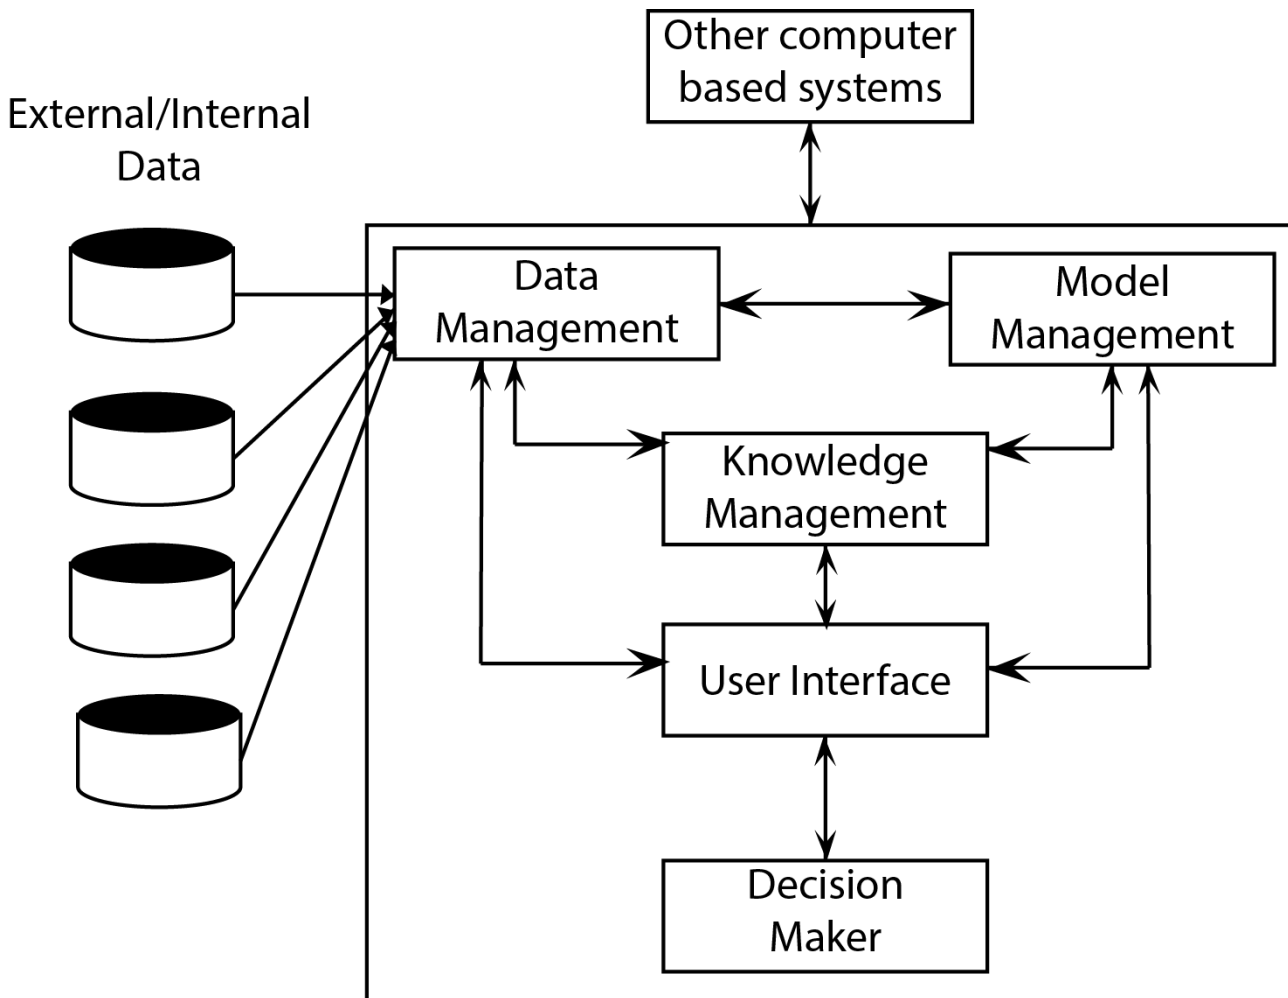 Other computer
based systems
External/Internal
Data
Data
Management
Model
Management
Knowledge
Management
User Interface
Decision
Maker